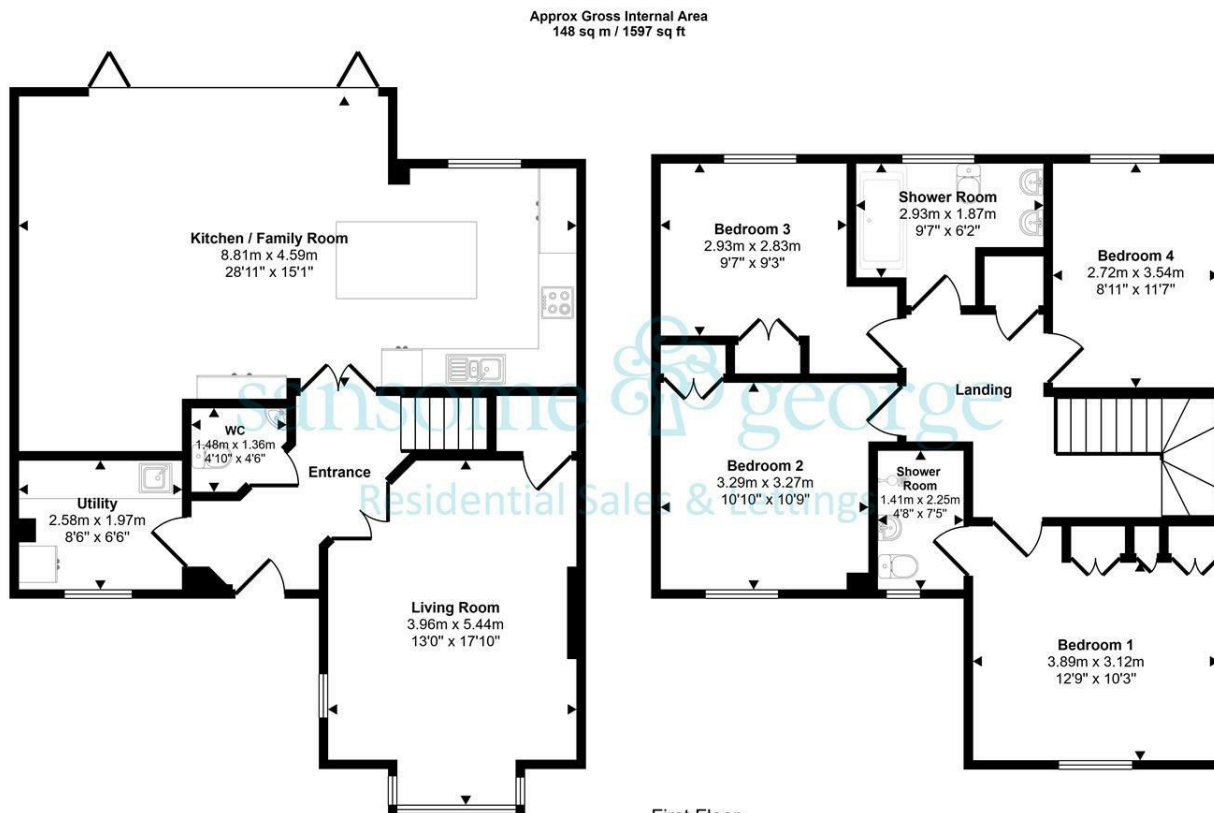 Approx Gross Internal Area
148 sq m / 1597 sq ft
Kitchen / Family Room
8.81m x 4.59m
28'11" x 15'1"
WC
1.48m x 1.36m
4'10" x 4'6"
Entrance
Utility
2.58m x 1.97m
8'6" x 6'6"
Living Room
3.96m x 5.44m
13'0" x 17'10"
Bedroom 3
2.93m x 2.83m
9'7" x 9'3"
Shower Room
2.93m x 1.87m
9'7" x 6'2"
Bedroom 4
2.72m x 3.54m
8'11" x 11'7"
Landing
Bedroom 2
3.29m x 3.27m
10'10" x 10'9"
Shower
Room
1.41m x 2.25m
4'8" x 7'5"
Bedroom 1
3.89m x 3.12m
12'9" x 10'3"
sansome george
Residential Sales & Lettings
First Floor